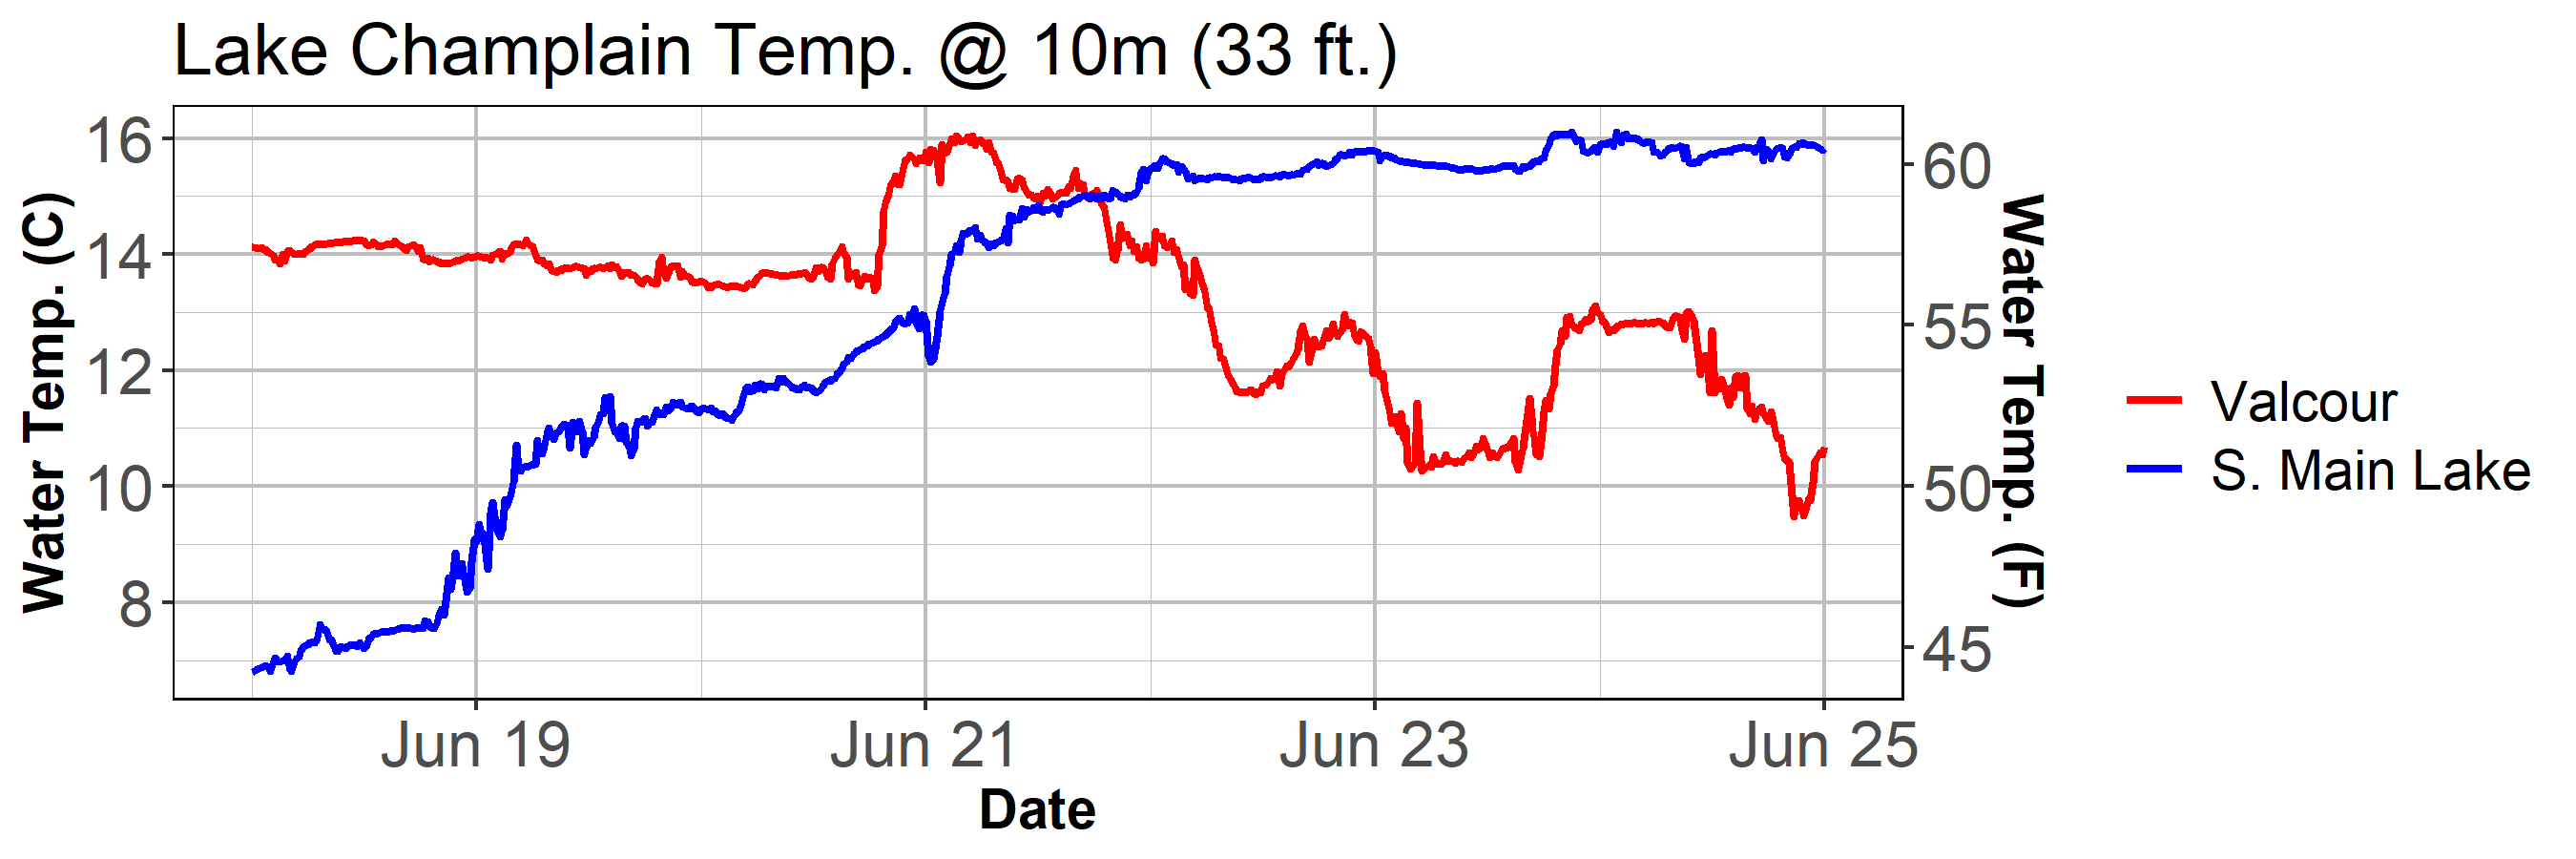 Lake Champlain Temp. @ 10m (33 ft.)
Water Temp. (C)
16
14
12
10
8
60
55
50
45
Water Temp. (F)
Jun 19
Jun 21
Jun 23
Jun 25
Date
Valcour
S. Main Lake